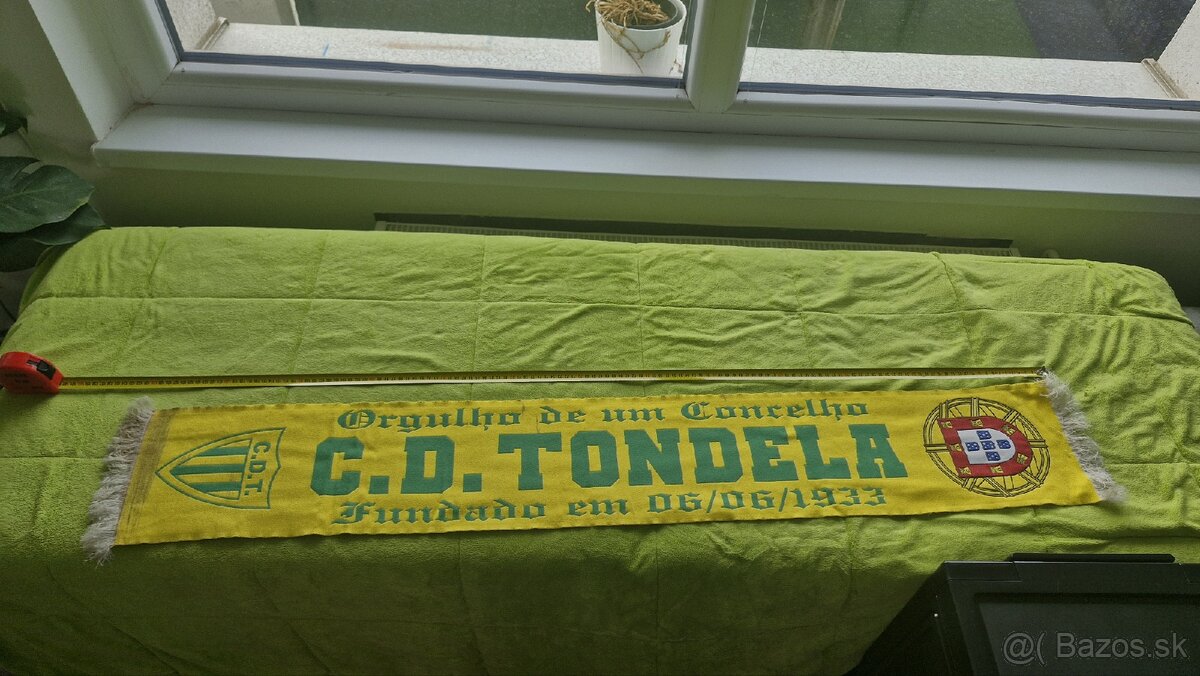 Orgulho de um Concelho
C.D.T.
C.D. TONDELA
Fundado em 06/06/1933
@( Bazos.sk